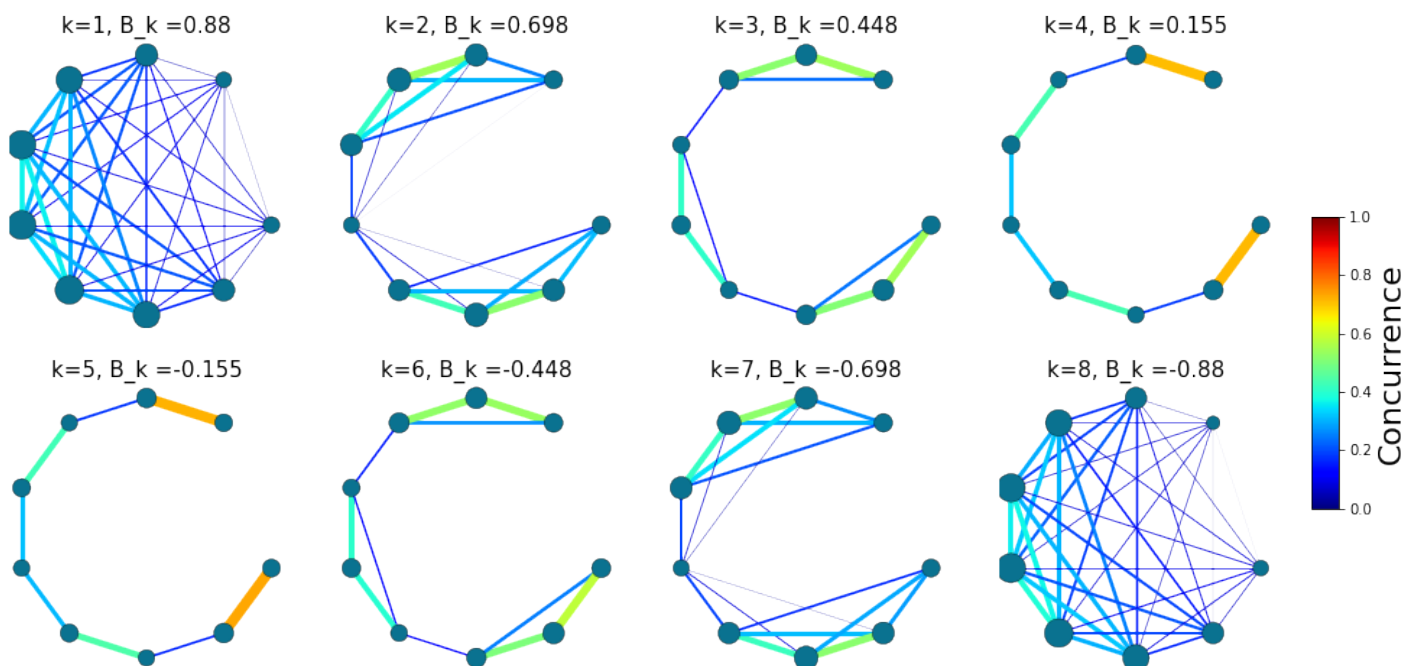 k=1, B_k =0.88
k=2, B_k =0.698
k=3, B_k =0.448
k=4, B_k =0.155
k=5, B_k =-0.155
k=6, B_k =-0.448
k=7, B_k =-0.698
k=8, B_k =-0.88
1.0
0.8
0.6
0.4
0.2
0.0
Concurrence